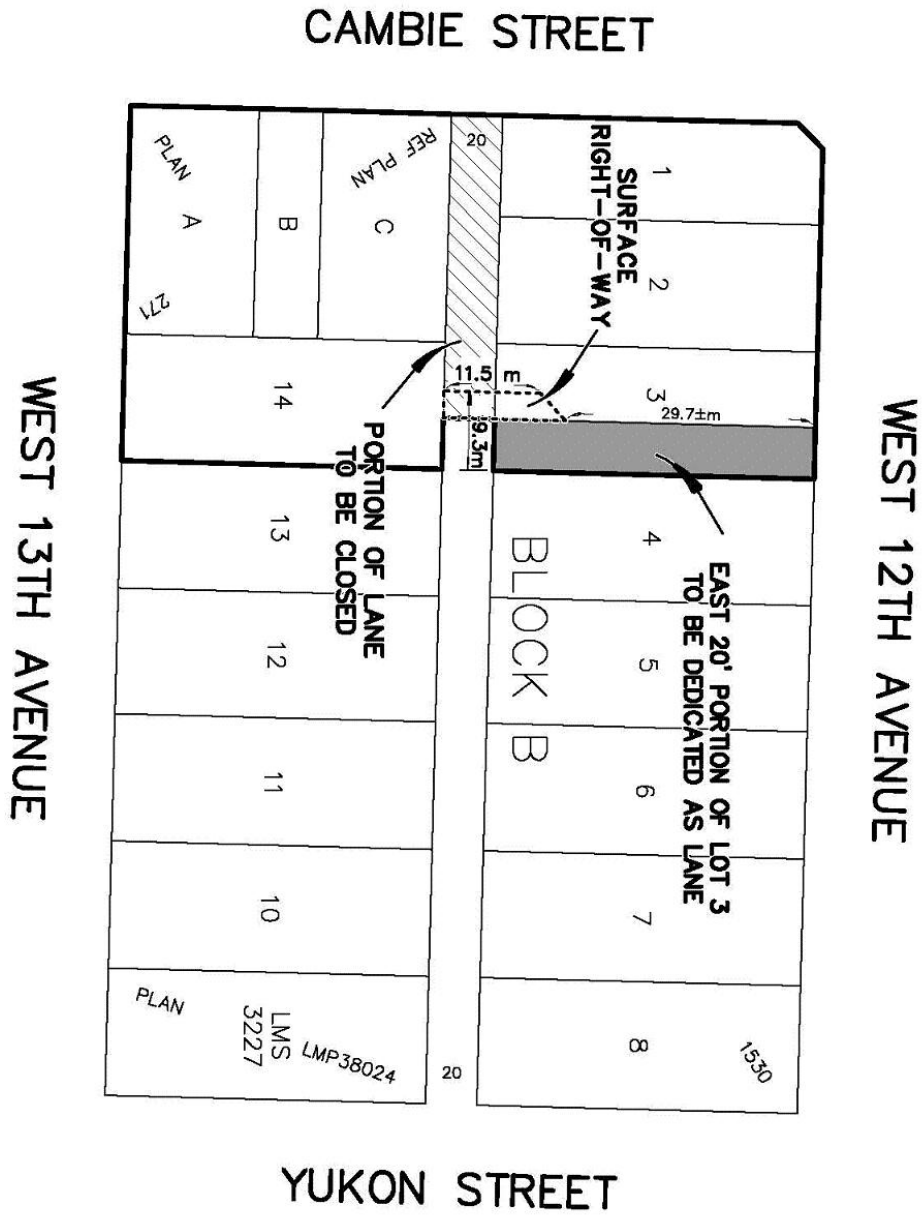 CAMBIE STREET
WEST 12TH AVENUE
WEST 13TH AVENUE
YUKON STREET
PLAN
A
271
B
REF PLAN
C
20
1
2
3
SURFACE
RIGHT-OF-WAY
11.5 m
9.3m
29.7±m
14
PORTION OF LANE
TO BE CLOSED
EAST 20' PORTION OF LOT 3
TO BE DEDICATED AS LANE
BLOCK B
13
12
11
10
4
5
6
7
8
1530
PLAN
LMS
3227
LMP38024
20